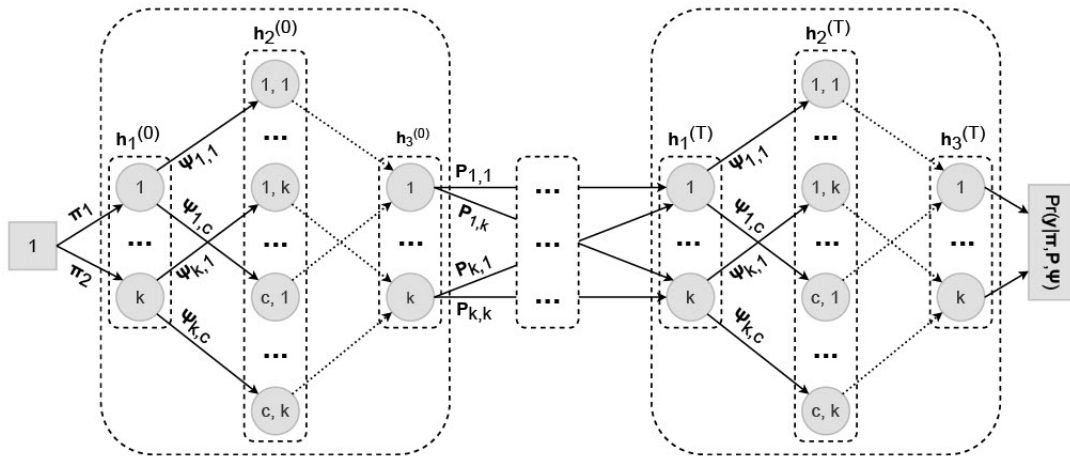 h₂⁽⁰⁾
h₂⁽ᵀ⁾
1, 1
1, 1
h₁⁽⁰⁾
...
h₃⁽⁰⁾
h₁⁽ᵀ⁾
...
h₃⁽ᵀ⁾
Ψ₁,₁
Ψ₁,₁
1
1, k
1
P₁,₁
...
1
1, k
1
π₁
Ψ₁,c
P₁,k
Ψ₁,c
1
...
...
...
...
...
Pr(y|π,P,Ψ)
π₂
Ψk,₁
Pk,₁
Ψk,₁
k
c, 1
k
Pk,k
...
k
c, 1
k
Ψk,c
Ψk,c
...
...
c, k
c, k